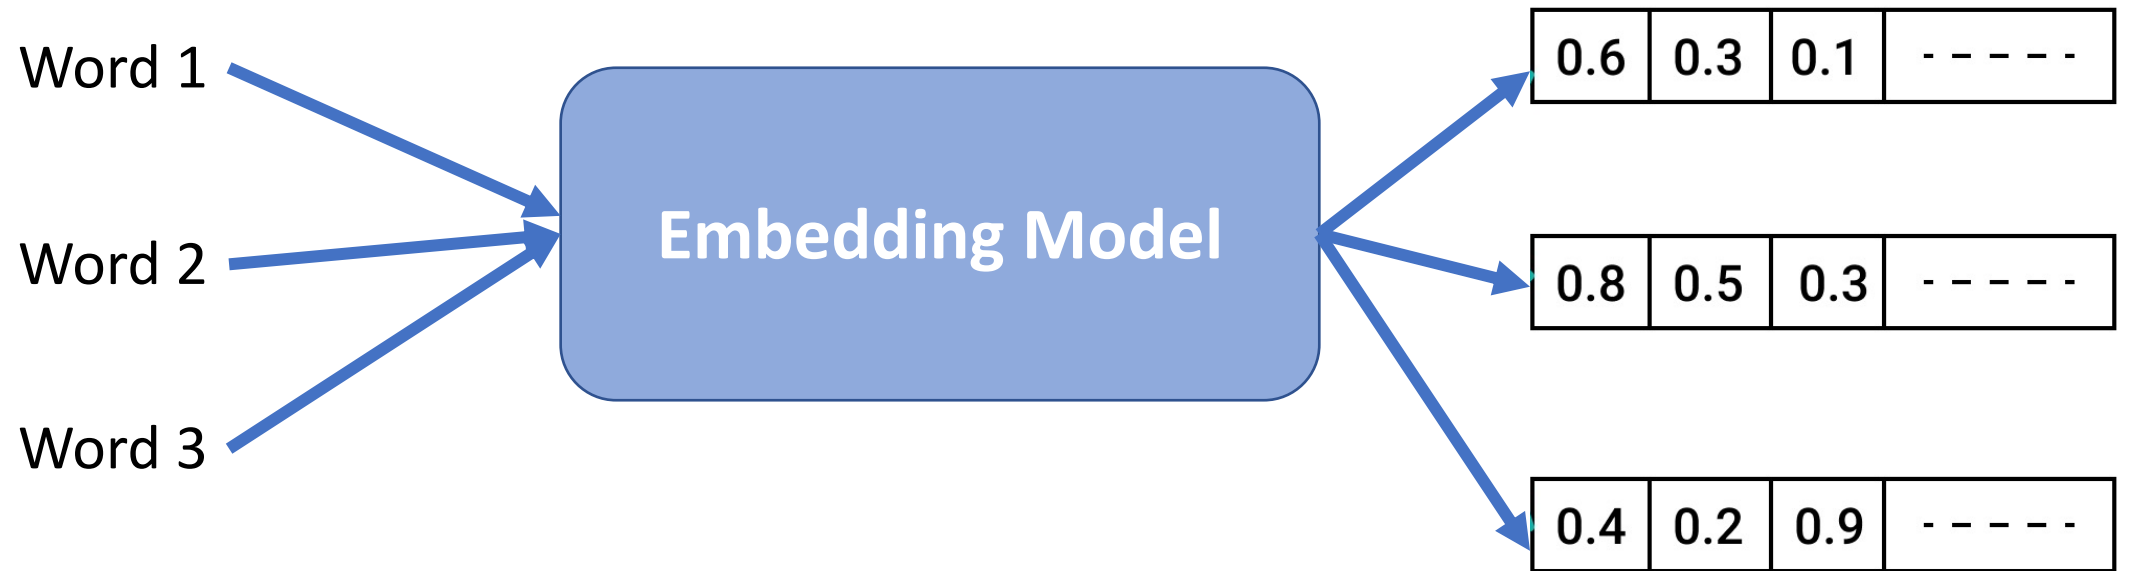 Word 1
Word 2
Word 3
Embedding Model
0.6 0.3 0.1 - - - - -
0.8 0.5 0.3 - - - - -
0.4 0.2 0.9 - - - - -